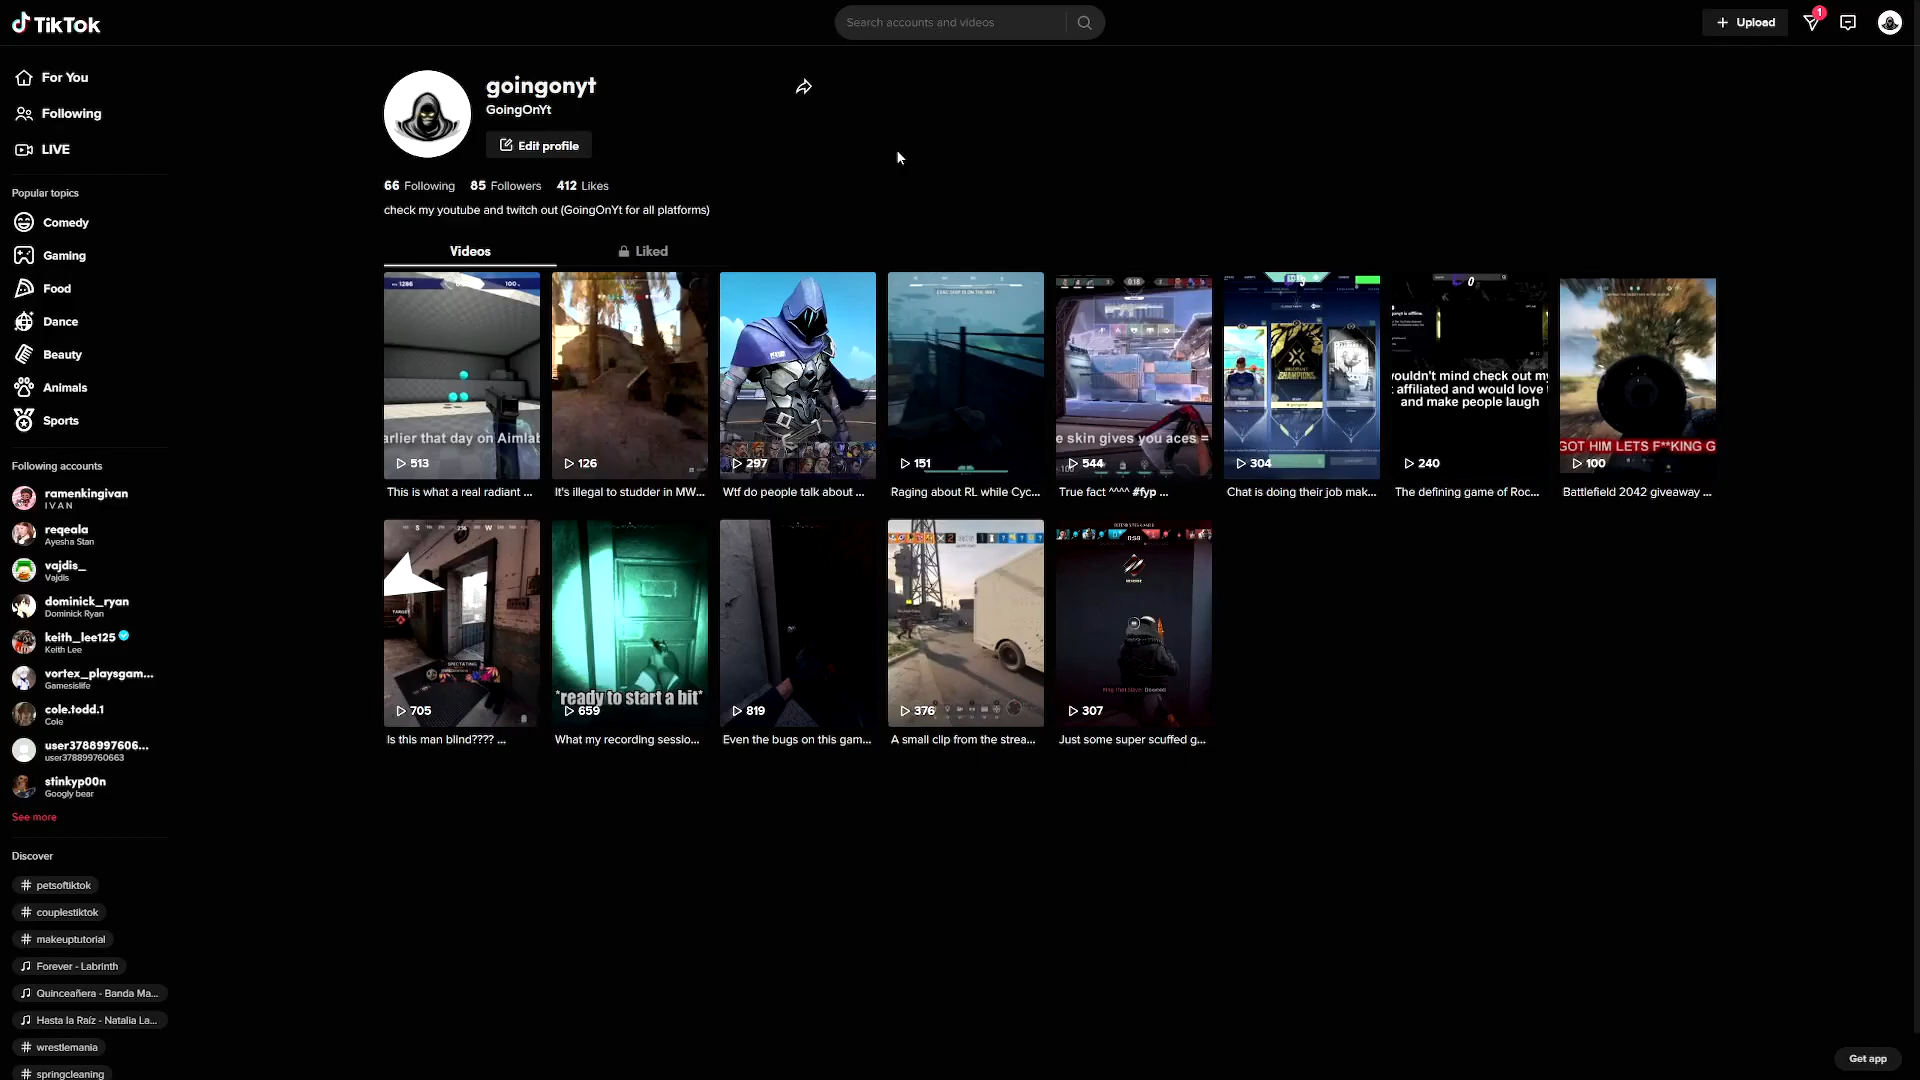 TikTok
Search accounts and videos
Upload
1
For You
Following
LIVE
Popular topics
Comedy
Gaming
Food
Dance
Beauty
Animals
Sports
Following accounts
ramenkingivan
I V A N
reqeala
Ayesha Stan
vajdis_
Vajdis
dominick_ryan
Dominick Ryan
keith_lee125
Keith Lee
vortex_playsgam...
Gamesislife
cole.todd.1
Cole
user3788997606...
user378899760663
stinkyp00n
Googly bear
See more
Discover
# petsoftiktok
# couplestiktok
# makeuptutorial
Forever - Labrinth
Quinceañera - Banda Ma...
Hasta la Raíz - Natalia La...
# wrestlemania
# springcleaning
goingonyt
GoingOnYt
Edit profile
66 Following 85 Followers 412 Likes
check my youtube and twitch out (GoingOnYt for all platforms)
Videos
Liked
1286
100
arlier that day on Aimlab
513
This is what a real radiant ...
126
It's illegal to studder in MW...
297
Wtf do people talk about ...
151
Raging about RL while Cyc...
0:18
e skin gives you aces =
544
True fact ^^^^ #fyp ...
CHAMPIONS
304
Chat is doing their job mak...
0
ouldn't mind check out my
t affiliated and would love
and make people laugh
240
The defining game of Roc...
GOT HIM LETS F**KING G
100
Battlefield 2042 giveaway ...
S
W
TARGET
SPECTATING
705
Is this man blind???? ...
*ready to start a bit*
659
What my recording sessio...
819
Even the bugs on this gam...
376
A small clip from the strea...
307
Just some super scuffed g...
Get app